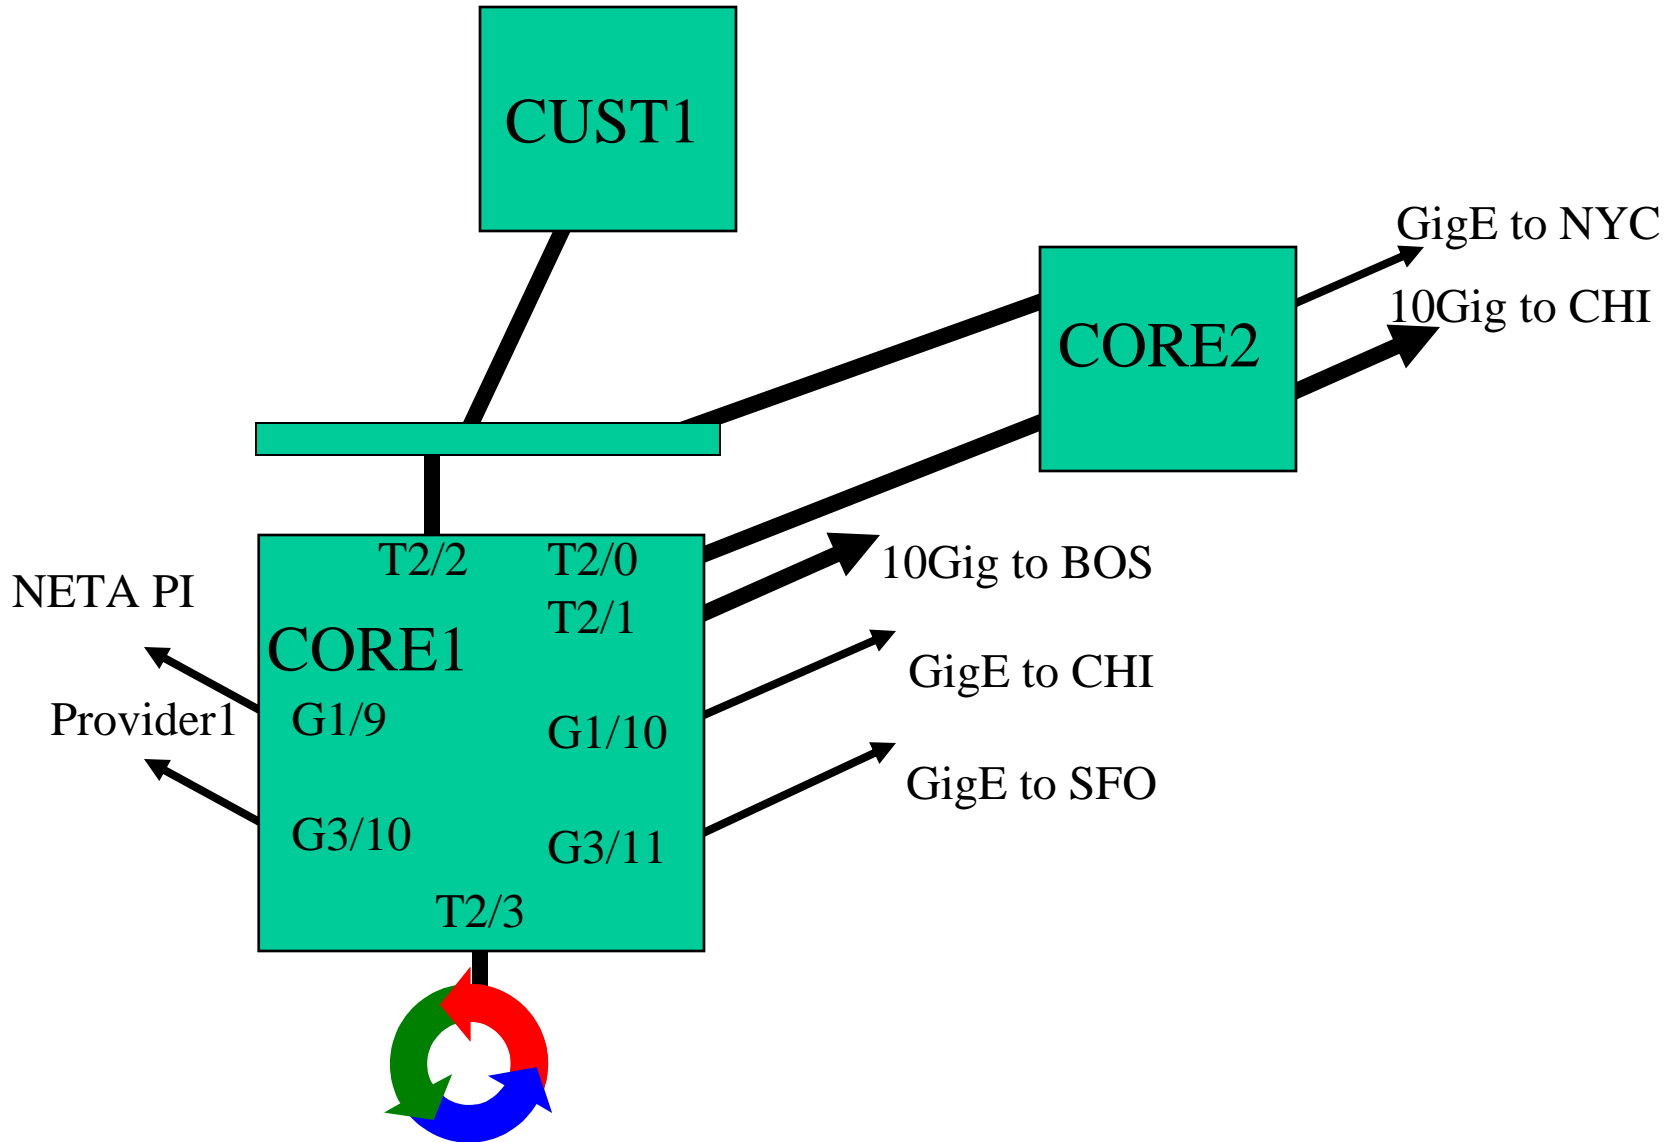 CUST1
GigE to NYC
10Gig to CHI
CORE2
T2/2
T2/0
10Gig to BOS
NETA PI
T2/1
CORE1
GigE to CHI
Provider1
G1/9
G1/10
GigE to SFO
G3/10
G3/11
T2/3